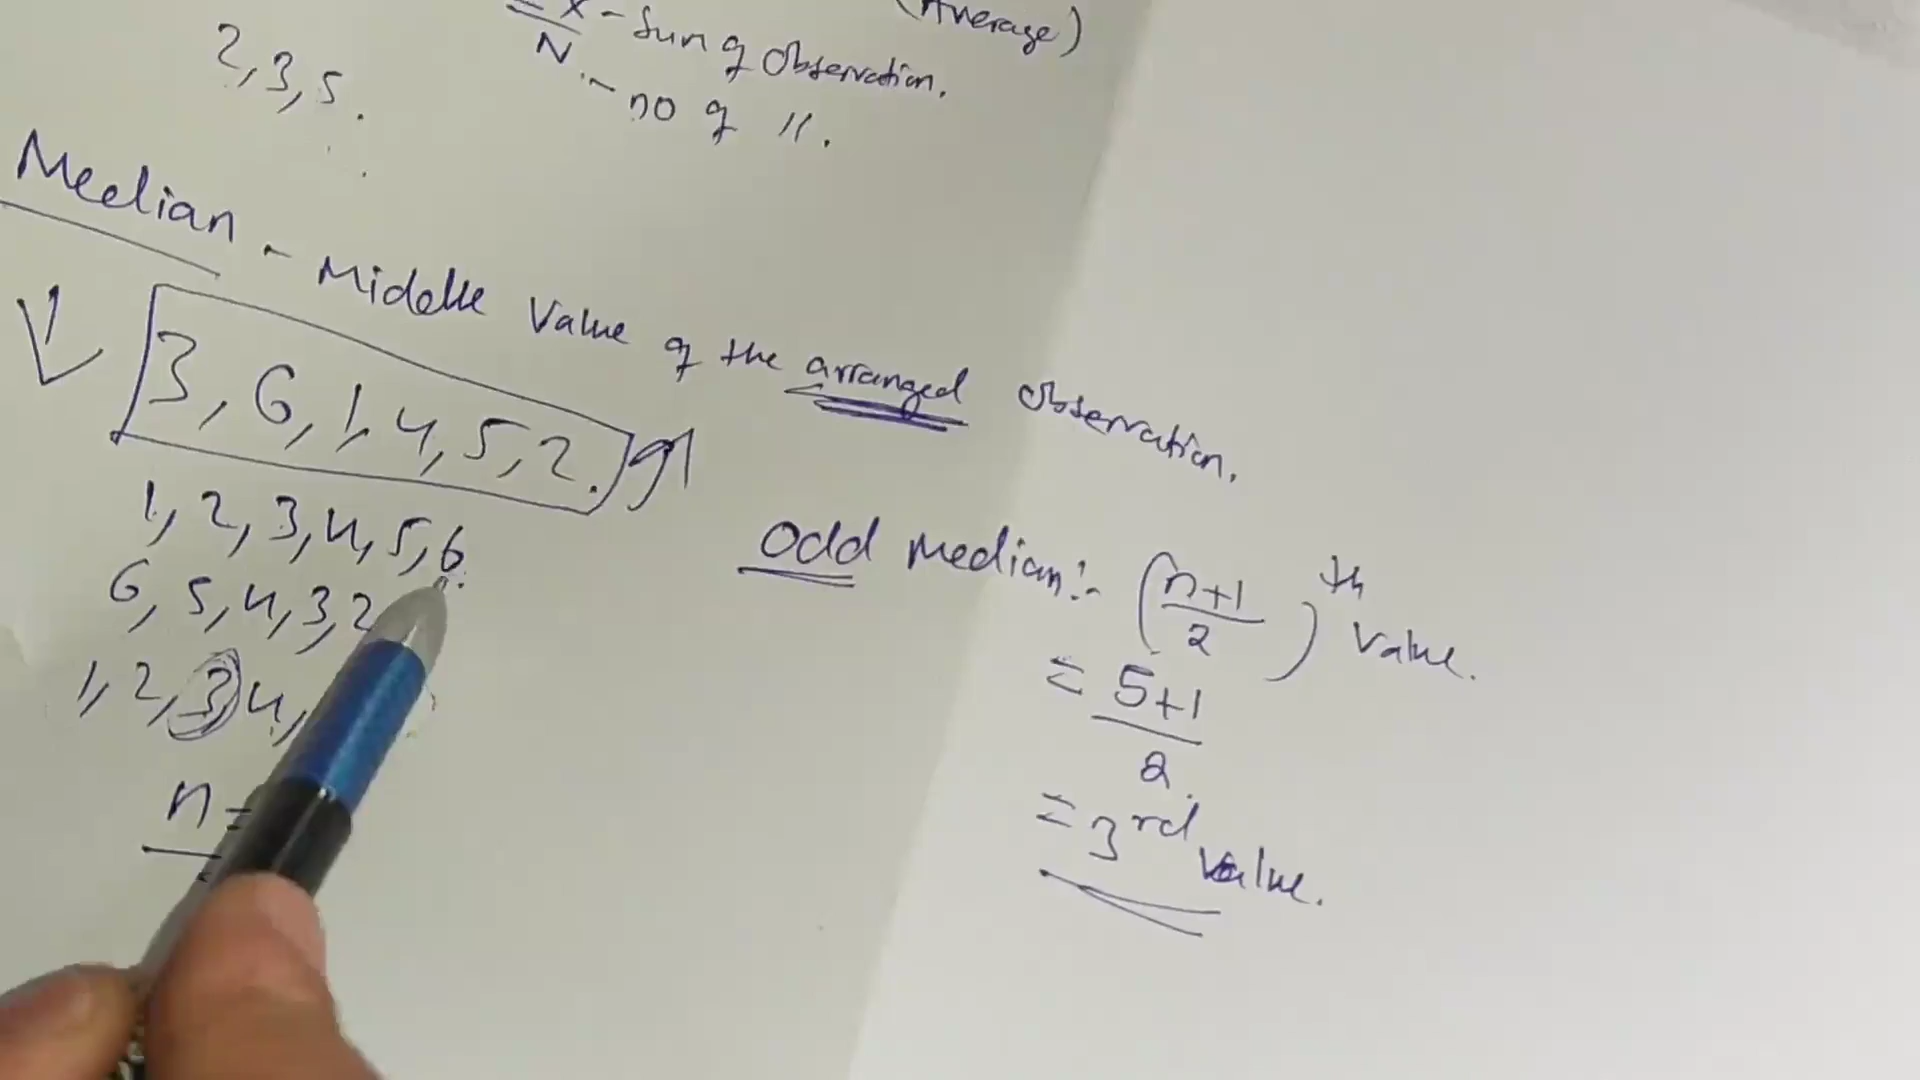 (Average)
ΣX - Sum of Observation.
N - no of 11.
2, 3, 5.
Median - Middle Value of the arranged Observation.
3, 6, 1, 4, 5, 2.
1, 2, 3, 4, 5, 6
6, 5, 4, 3, 2
1, 2, 3, 4,
n =
Odd Median:- (n+1/2)th Value.
= 5+1
2
= 3rd Value.